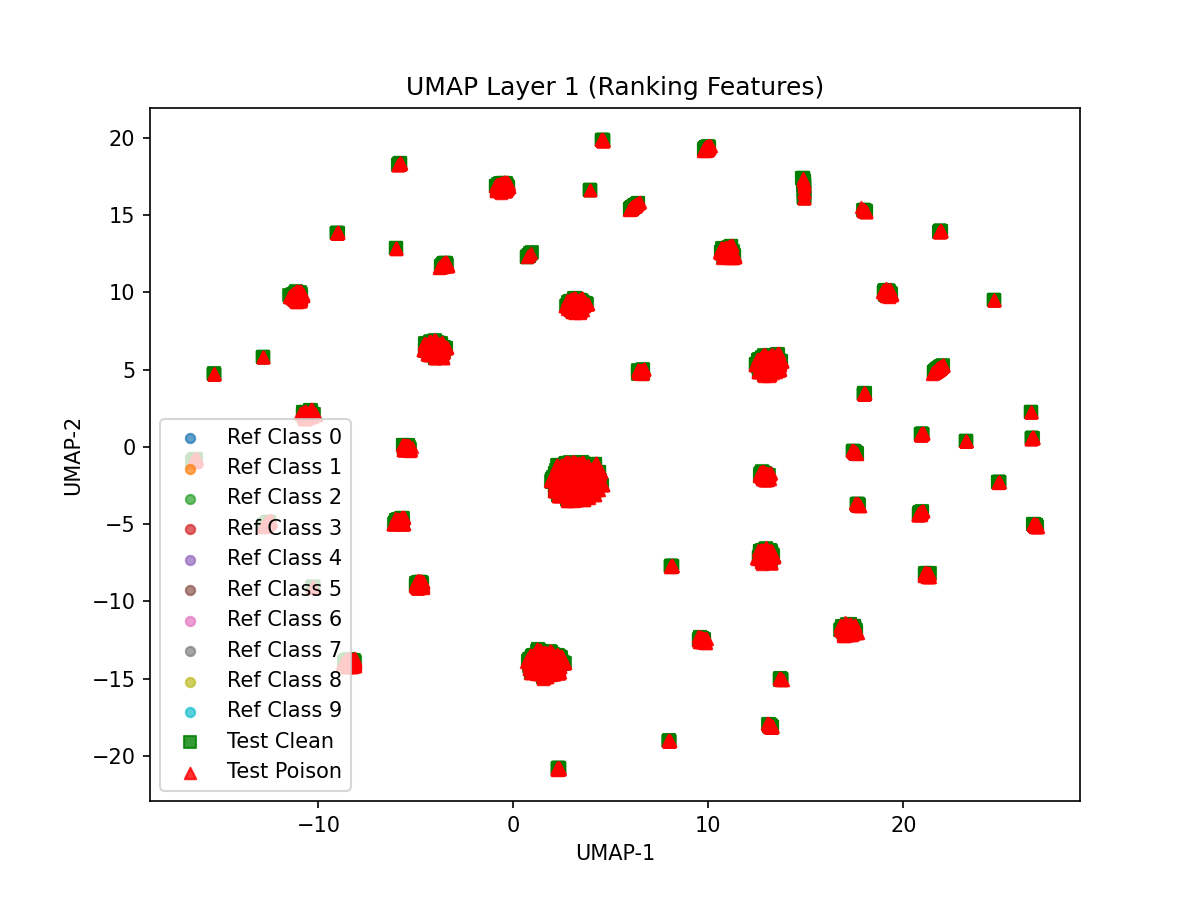 UMAP Layer 1 (Ranking Features)
20
15
10
5
0
−5
−10
−15
−20
UMAP-2
Ref Class 0
Ref Class 1
Ref Class 2
Ref Class 3
Ref Class 4
Ref Class 5
Ref Class 6
Ref Class 7
Ref Class 8
Ref Class 9
Test Clean
Test Poison
−10 0 10 20
UMAP-1